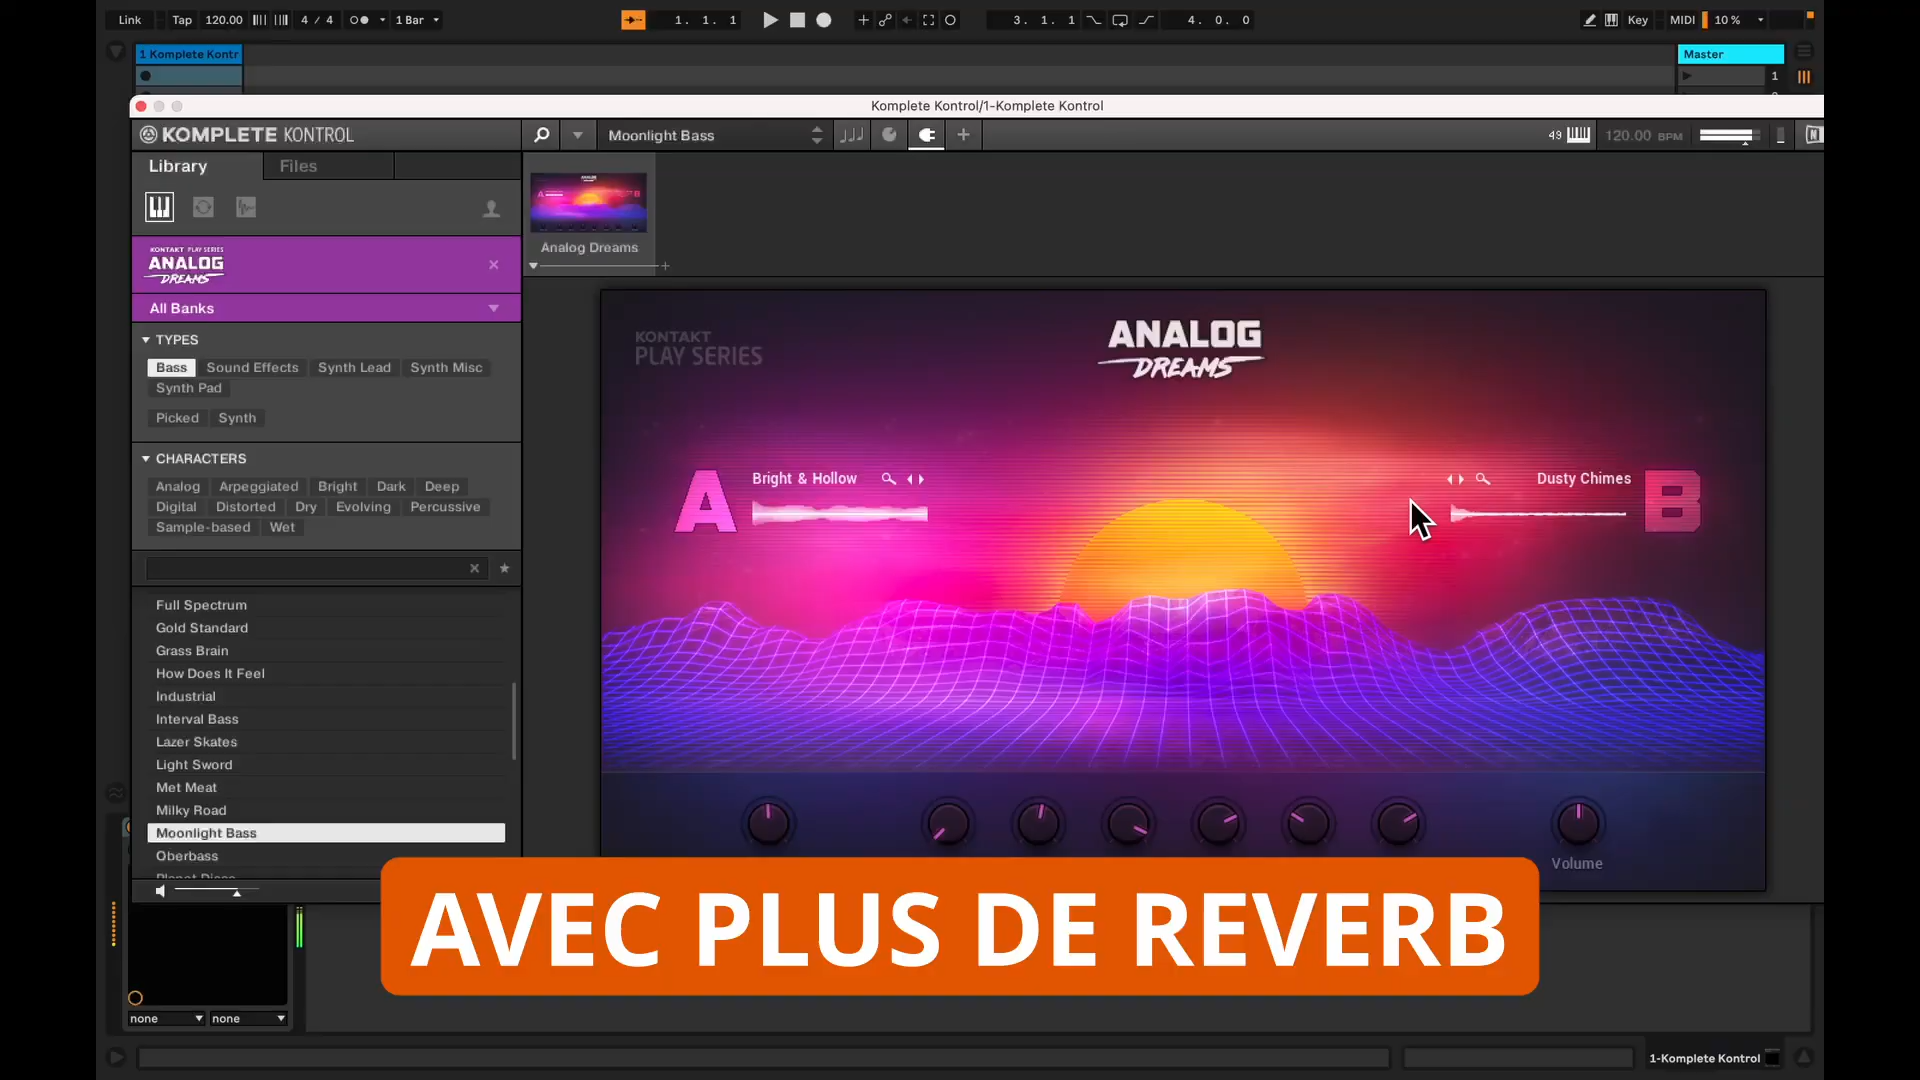 Link Tap 120.00 4 / 4 1 Bar 1. 1. 1 3. 1. 1 4. 0. 0 Key MIDI 10 %
1 Komplete Kontr
Master
1
Komplete Kontrol/1-Komplete Kontrol
KOMPLETE KONTROL
Moonlight Bass
49
120.00 BPM
Library
Files
Analog Dreams
KONTAKT PLAY SERIES
ANALOG
DREAMS
All Banks
TYPES
Bass Sound Effects Synth Lead Synth Misc
Synth Pad
Picked Synth
CHARACTERS
Analog Arpeggiated Bright Dark Deep
Digital Distorted Dry Evolving Percussive
Sample-based Wet
Full Spectrum
Gold Standard
Grass Brain
How Does It Feel
Industrial
Interval Bass
Lazer Skates
Light Sword
Met Meat
Milky Road
Moonlight Bass
Oberbass
KONTAKT
PLAY SERIES
ANALOG
DREAMS
A
Bright & Hollow
Dusty Chimes
B
Volume
AVEC PLUS DE REVERB
none none
1-Komplete Kontrol